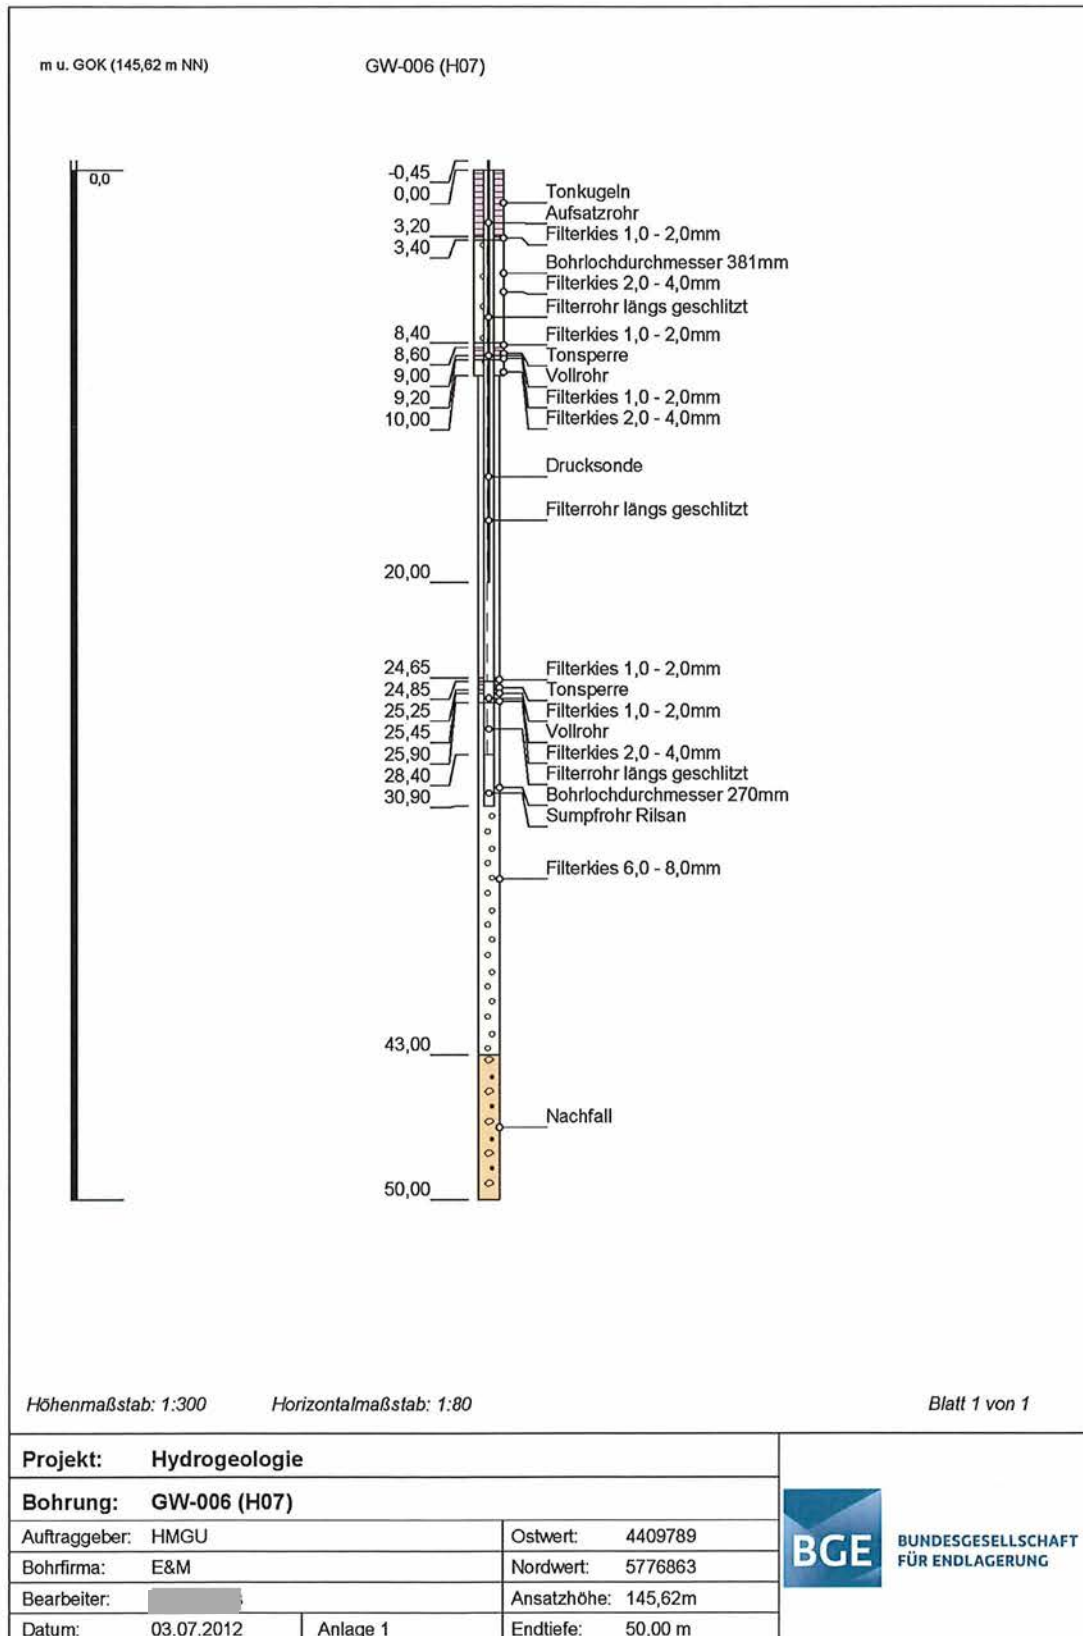 m u. GOK (145,62 m NN)
GW-006 (H07)
0,0
-0,45
0,00
3,20
3,40
8,40
8,60
9,00
9,20
10,00
20,00
24,65
24,85
25,25
25,45
25,90
28,40
30,90
43,00
50,00
Tonkugeln
Aufsatzrohr
Filterkies 1,0 - 2,0mm
Bohrlochdurchmesser 381mm
Filterkies 2,0 - 4,0mm
Filterrohr längs geschlitzt
Filterkies 1,0 - 2,0mm
Tonsperre
Vollrohr
Filterkies 1,0 - 2,0mm
Filterkies 2,0 - 4,0mm
Drucksonde
Filterrohr längs geschlitzt
Filterkies 1,0 - 2,0mm
Tonsperre
Filterkies 1,0 - 2,0mm
Vollrohr
Filterkies 2,0 - 4,0mm
Filterrohr längs geschlitzt
Bohrlochdurchmesser 270mm
Sumpfrohr Rilsan
Filterkies 6,0 - 8,0mm
Nachfall
Höhenmaßstab: 1:300 Horizontalmaßstab: 1:80 Blatt 1 von 1
Projekt: Hydrogeologie
Bohrung: GW-006 (H07)
Auftraggeber: HMGU Ostwert: 4409789
Bohrfirma: E&M Nordwert: 5776863
Bearbeiter: Ansatzhöhe: 145,62m
Datum: 03.07.2012 Anlage 1 Endtiefe: 50,00 m
BGE
BUNDESGESELLSCHAFT
FÜR ENDLAGERUNG